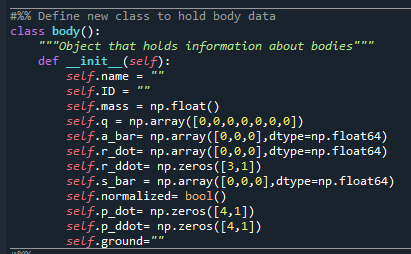 #%% Define new class to hold body data
class body():
    """Object that holds information about bodies"""
    def __init__(self):
        self.name = ""
        self.ID = ""
        self.mass = np.float()
        self.q = np.array([0,0,0,0,0,0,0])
        self.a_bar= np.array([0,0,0],dtype=np.float64)
        self.r_dot= np.array([0,0,0],dtype=np.float64)
        self.r_ddot= np.zeros([3,1])
        self.s_bar = np.array([0,0,0],dtype=np.float64)
        self.normalized= bool()
        self.p_dot= np.zeros([4,1])
        self.p_ddot= np.zeros([4,1])
        self.ground=""